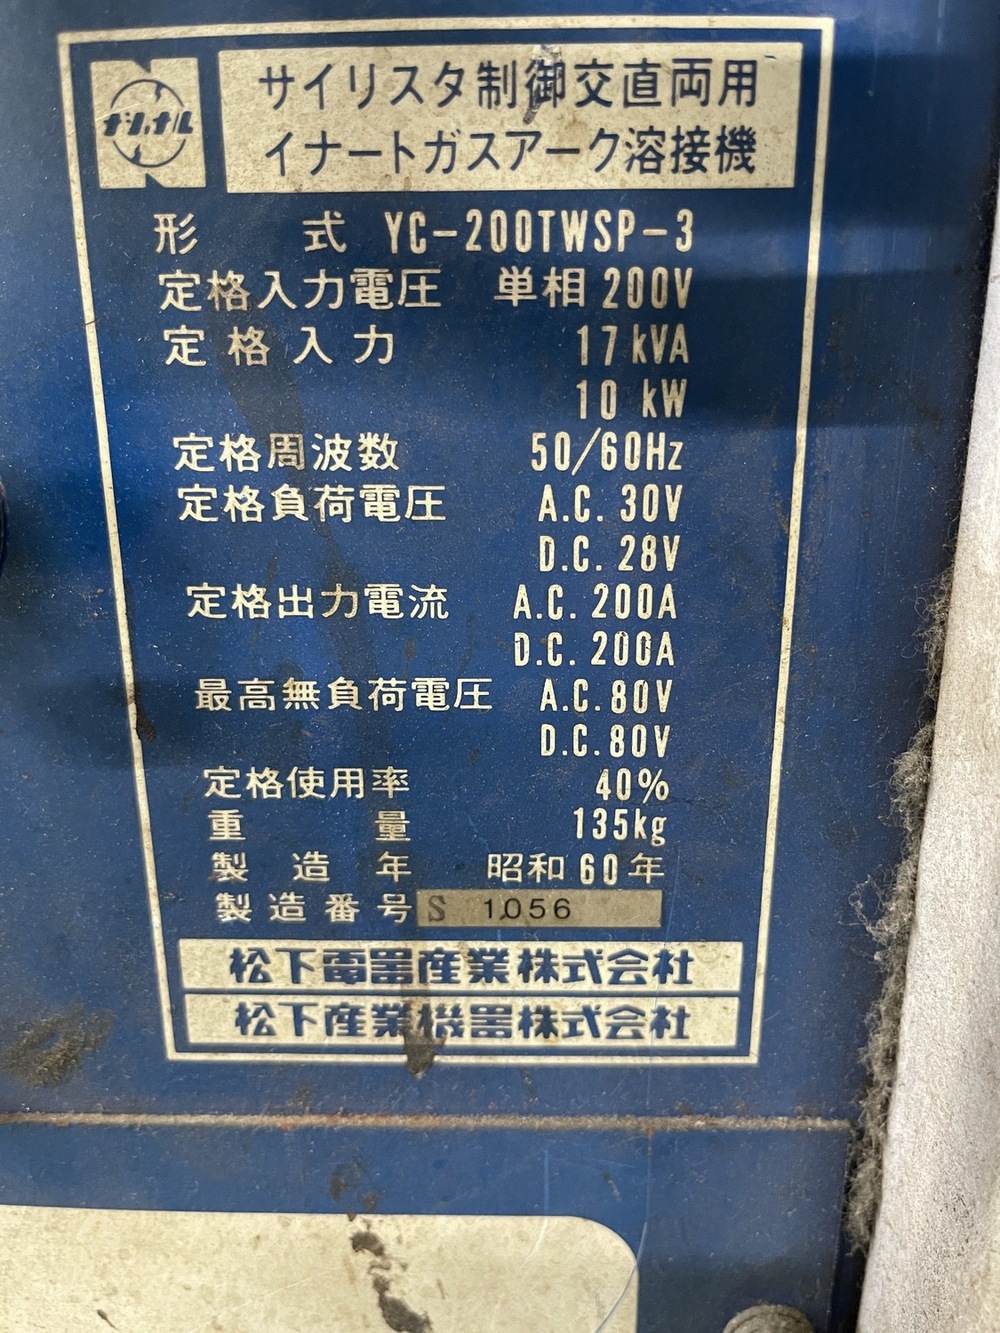 ナショナル
サイリスタ制御交直両用
イナートガスアーク溶接機
形 式 YC-200TWSP-3
定格入力電圧 単相 200V
定格入力 17kVA
10kW
定格周波数 50/60Hz
定格負荷電圧 A.C. 30V
D.C. 28V
定格出力電流 A.C. 200A
D.C. 200A
最高無負荷電圧 A.C. 80V
D.C. 80V
定格使用率 40%
重 量 135kg
製 造 年 昭和60年
製造番号 S 1056
松下電器産業株式会社
松下産業機器株式会社